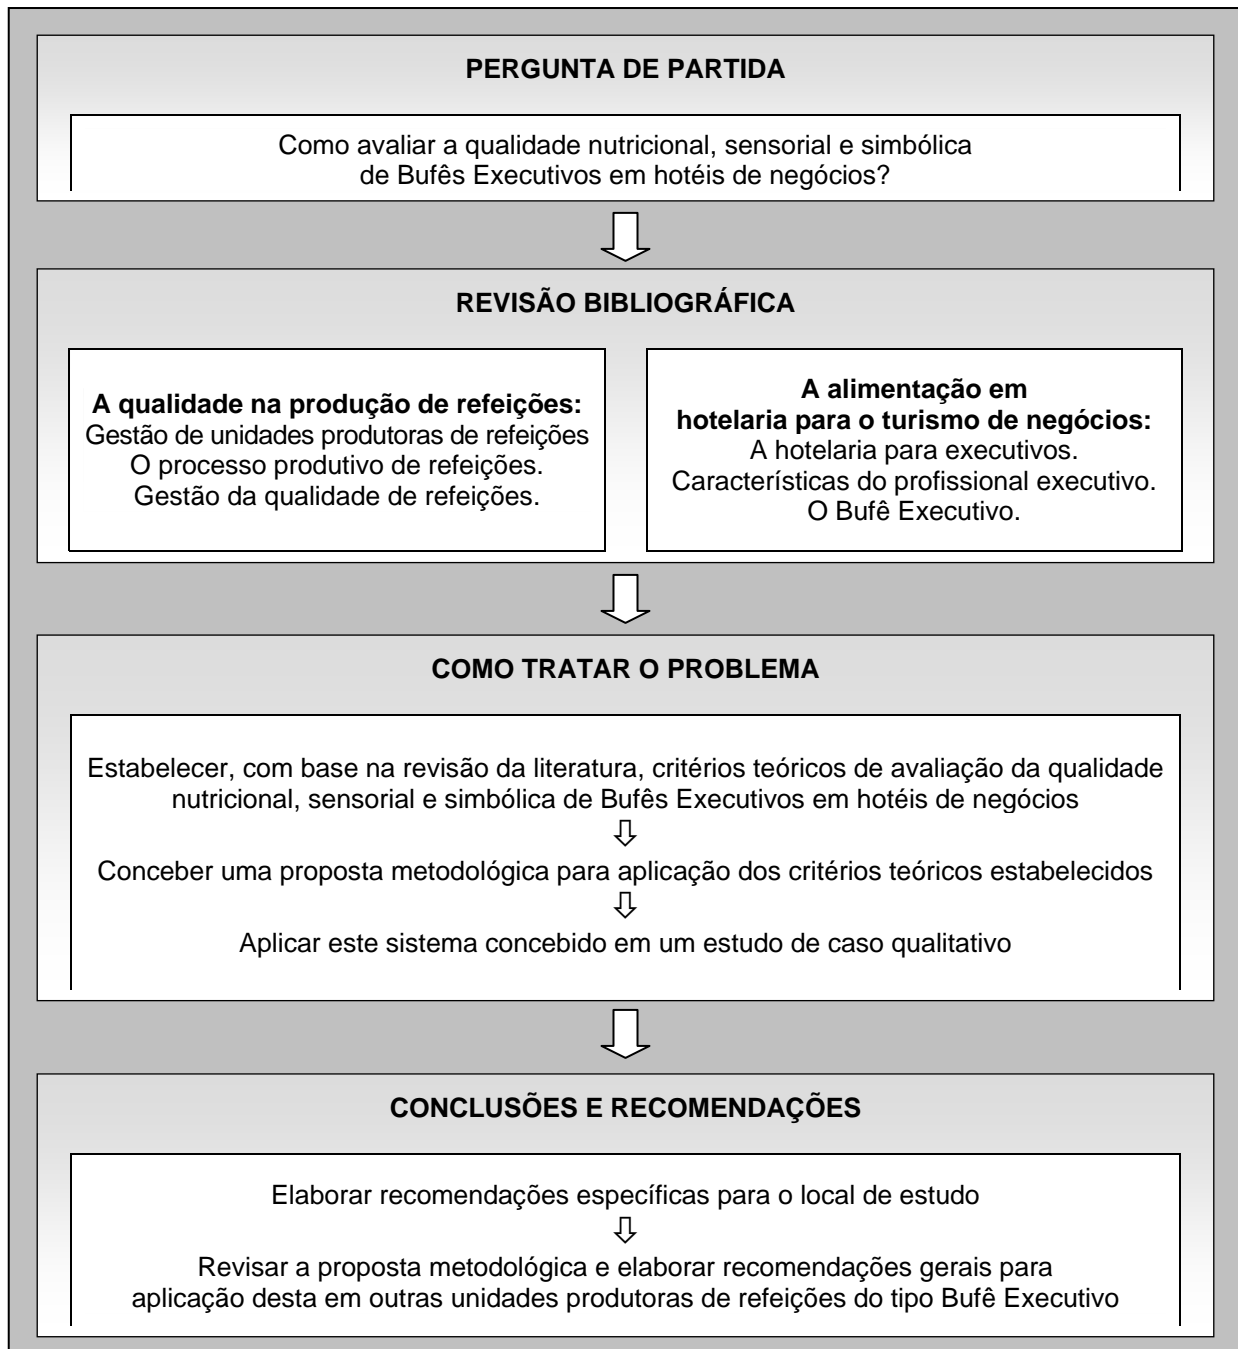 PERGUNTA DE PARTIDA
Como avaliar a qualidade nutricional, sensorial e simbólica
de Bufês Executivos em hotéis de negócios?
REVISÃO BIBLIOGRÁFICA
A qualidade na produção de refeições:
Gestão de unidades produtoras de refeições
O processo produtivo de refeições.
Gestão da qualidade de refeições.
A alimentação em
hotelaria para o turismo de negócios:
A hotelaria para executivos.
Características do profissional executivo.
O Bufê Executivo.
COMO TRATAR O PROBLEMA
Estabelecer, com base na revisão da literatura, critérios teóricos de avaliação da qualidade
nutricional, sensorial e simbólica de Bufês Executivos em hotéis de negócios
Conceber uma proposta metodológica para aplicação dos critérios teóricos estabelecidos
Aplicar este sistema concebido em um estudo de caso qualitativo
CONCLUSÕES E RECOMENDAÇÕES
Elaborar recomendações específicas para o local de estudo
Revisar a proposta metodológica e elaborar recomendações gerais para
aplicação desta em outras unidades produtoras de refeições do tipo Bufê Executivo